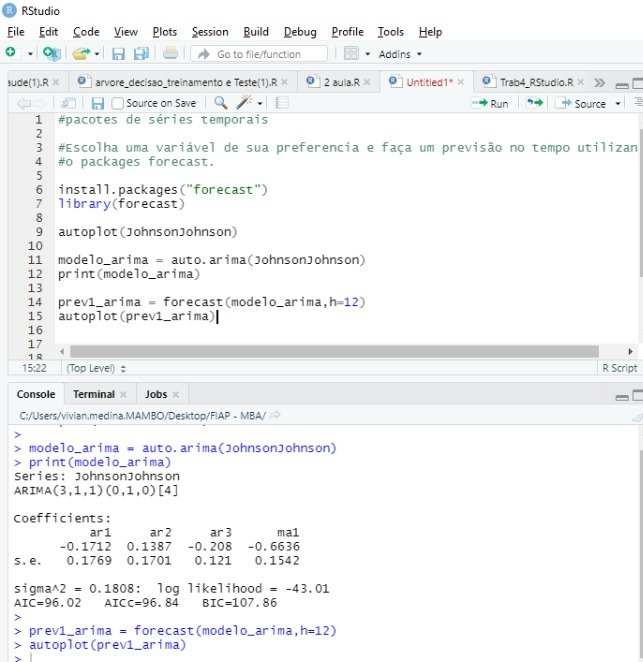 RStudio
File Edit Code View Plots Session Build Debug Profile Tools Help
Go to file/function Addins
aude(1).R arvore_decisao_treinamento e Teste(1).R 2 aula.R Untitled1* Trab4_RStudio.R
Source on Save Run Source
1 #pacotes de séries temporais
2
3 #Escolha uma variável de sua preferencia e faça um previsão no tempo utilizan
4 #o packages forecast.
5
6 install.packages("forecast")
7 library(forecast)
8
9 autoplot(JohnsonJohnson)
10
11 modelo_arima = auto.arima(JohnsonJohnson)
12 print(modelo_arima)
13
14 prev1_arima = forecast(modelo_arima,h=12)
15 autoplot(prev1_arima)
16
17
18
15:22 (Top Level) R Script
Console Terminal Jobs
C:/Users/vivian.medina.MAMBO/Desktop/FIAP - MBA/
>
> modelo_arima = auto.arima(JohnsonJohnson)
> print(modelo_arima)
Series: JohnsonJohnson
ARIMA(3,1,1)(0,1,0)[4]
Coefficients:
ar1 ar2 ar3 ma1
-0.1712 0.1387 -0.208 -0.6636
s.e. 0.1769 0.1701 0.121 0.1542
sigma^2 = 0.1808: log likelihood = -43.01
AIC=96.02 AICc=96.84 BIC=107.86
>
> prev1_arima = forecast(modelo_arima,h=12)
> autoplot(prev1_arima)
>